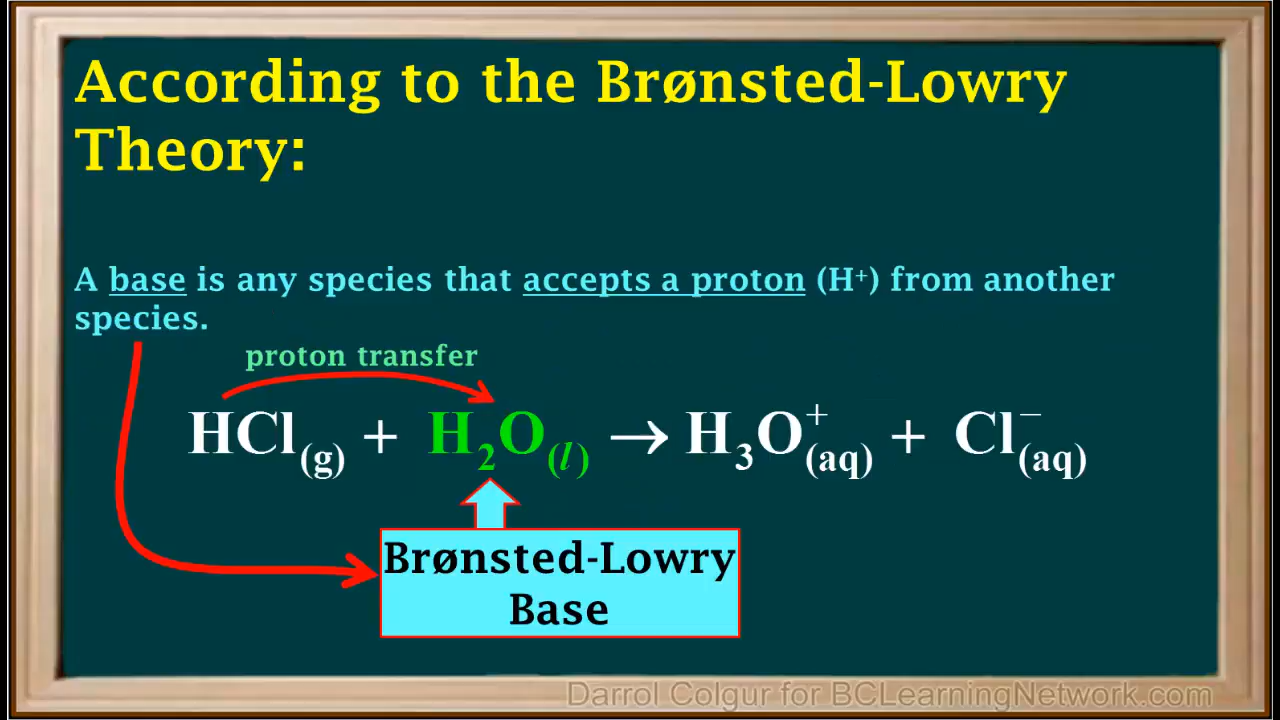 According to the Brønsted-Lowry
Theory:
A base is any species that accepts a proton (H⁺) from another
species.
proton transfer
HCl(g) + H₂O(l) → H₃O⁺(aq) + Cl⁻(aq)
Brønsted-Lowry
Base
Darrol Colgur for BCLearningNetwork.com